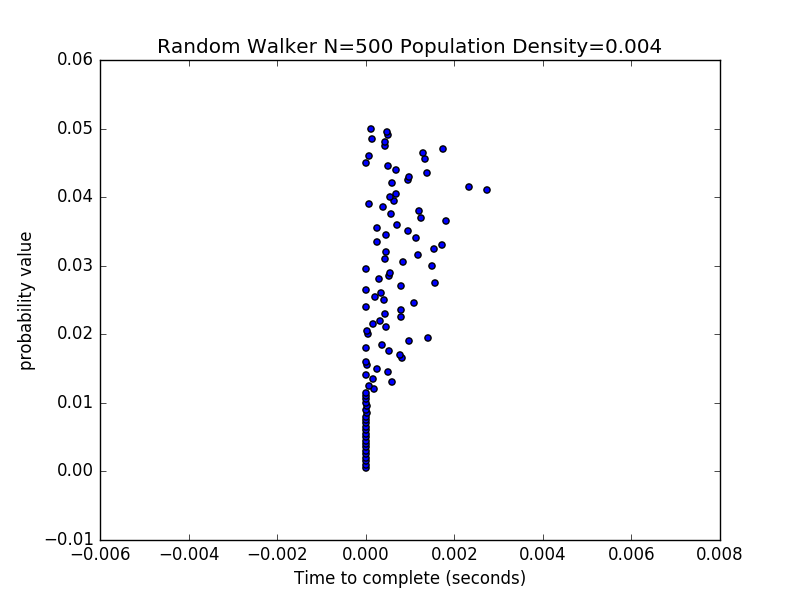 Random Walker N=500 Population Density=0.004
0.06
0.05
0.04
0.03
0.02
0.01
0.00
−0.01
probability value
−0.006 −0.004 −0.002 0.000 0.002 0.004 0.006 0.008
Time to complete (seconds)